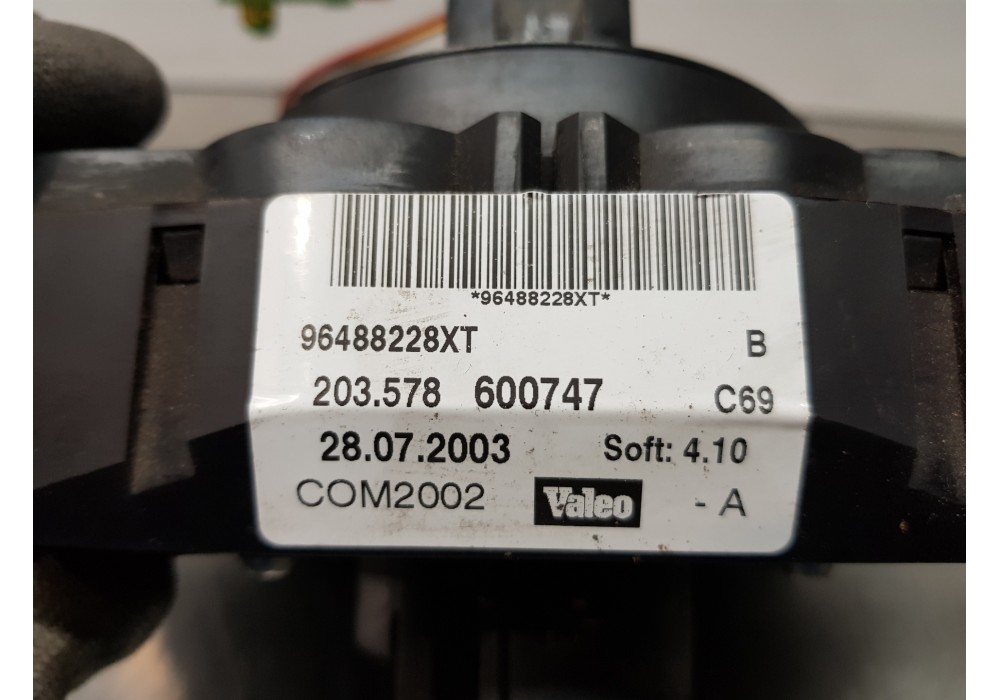 *96488228XT*
96488228XT B
203.578 600747 C69
28.07.2003 Soft: 4.10
COM2002 Valeo - A